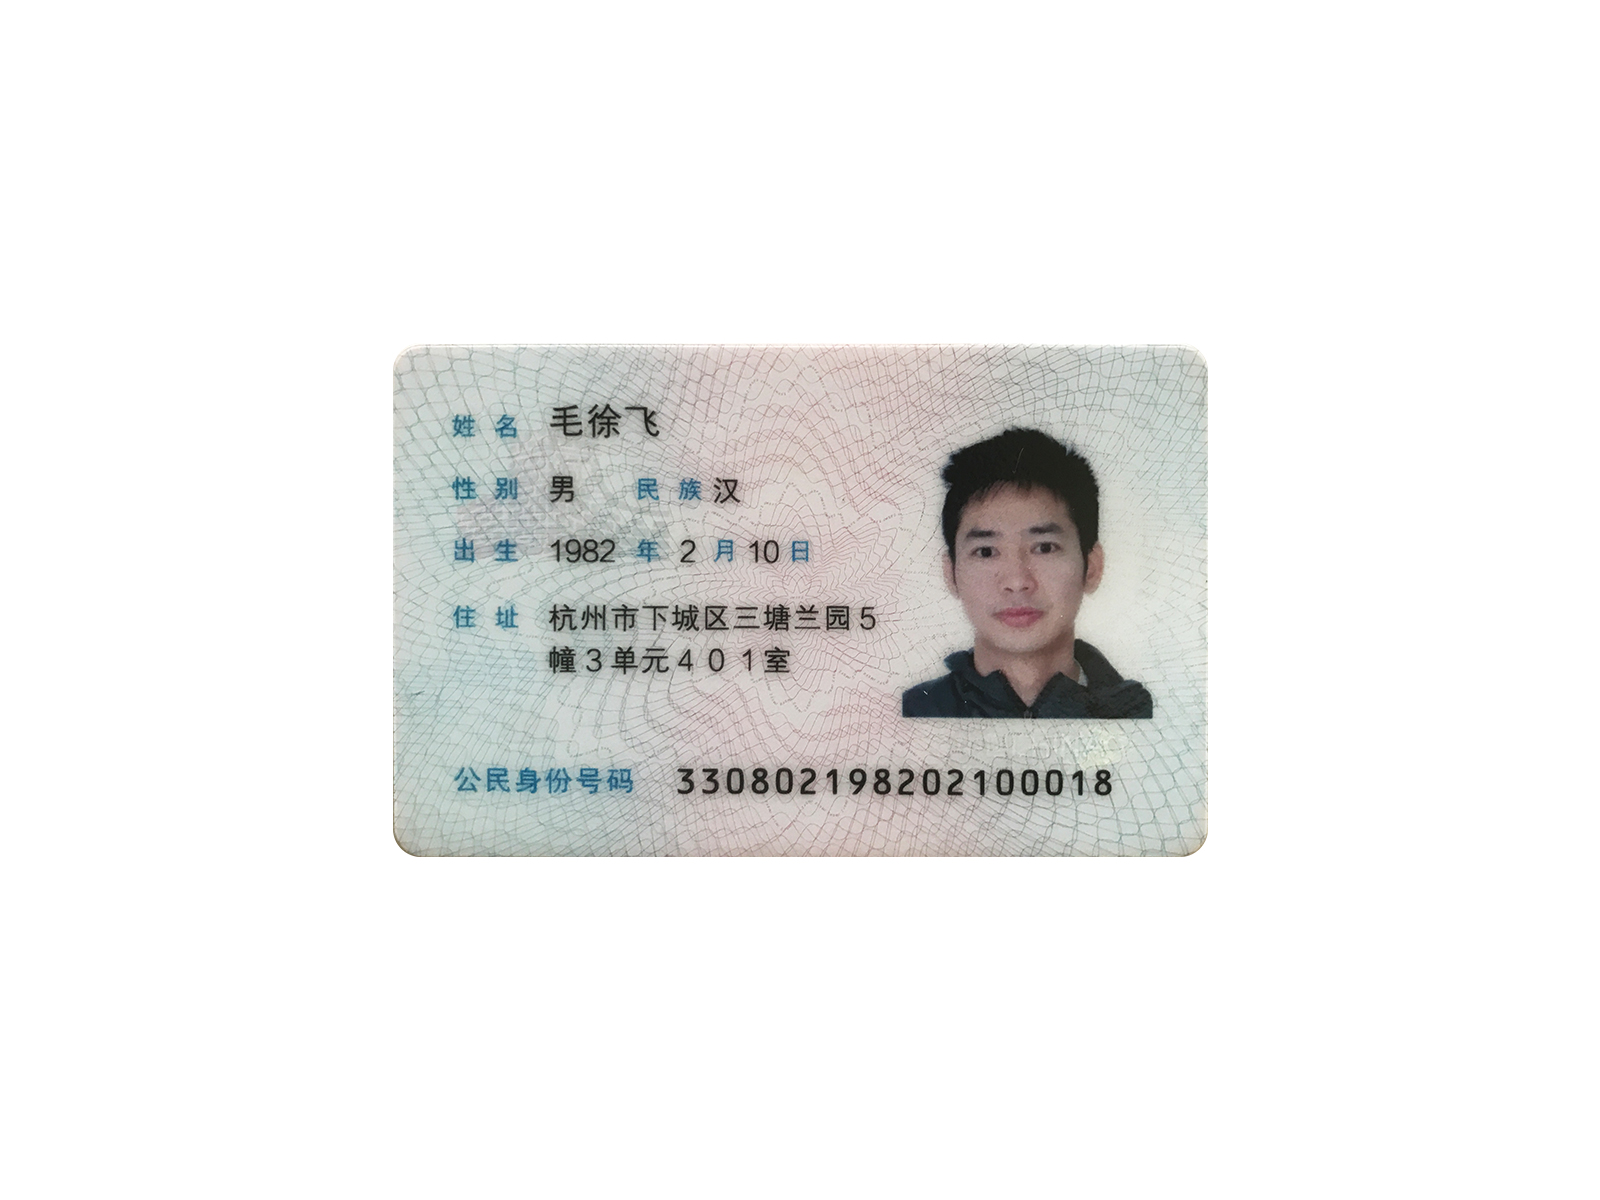 姓名 毛徐飞
性别 男 民族 汉
出生 1982 年 2 月 10 日
住址 杭州市下城区三塘兰园5
幢3单元401室
公民身份号码 330802198202100018